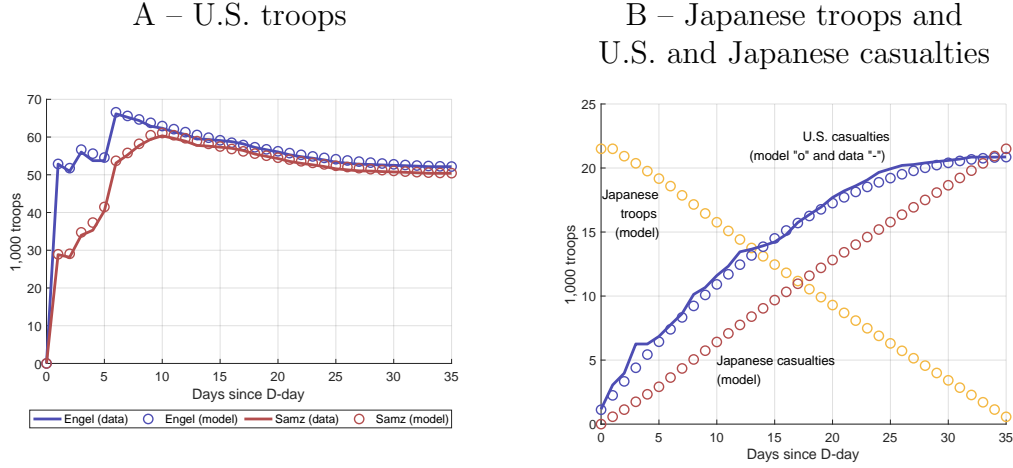 A – U.S. troops
70
60
50
40
30
20
10
0
1,000 troops
0 5 10 15 20 25 30 35
Days since D-day
Engel (data) Engel (model) Samz (data) Samz (model)
B – Japanese troops and
U.S. and Japanese casualties
25
20
15
10
5
0
1,000 troops
U.S. casualties
(model "o" and data "-")
Japanese
troops
(model)
Japanese casualties
(model)
0 5 10 15 20 25 30 35
Days since D-day